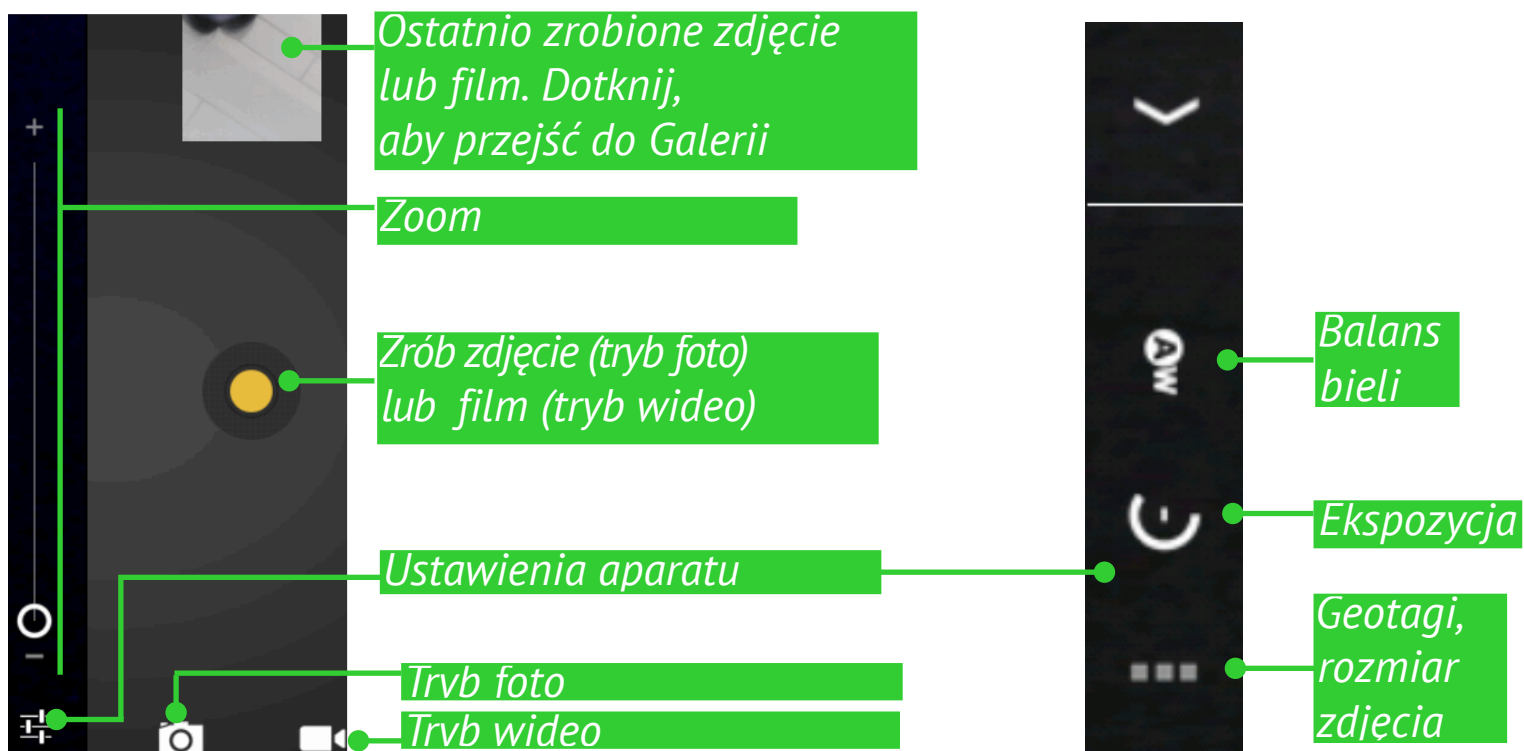 Ostatnio zrobione zdjęcie
lub film. Dotknij,
aby przejść do Galerii
+
Zoom
Zrób zdjęcie (tryb foto)
lub film (tryb wideo)
Ustawienia aparatu
Tryb foto
Tryb wideo
AW
Balans
bieli
Ekspozycja
Geotagi,
rozmiar
zdjęcia